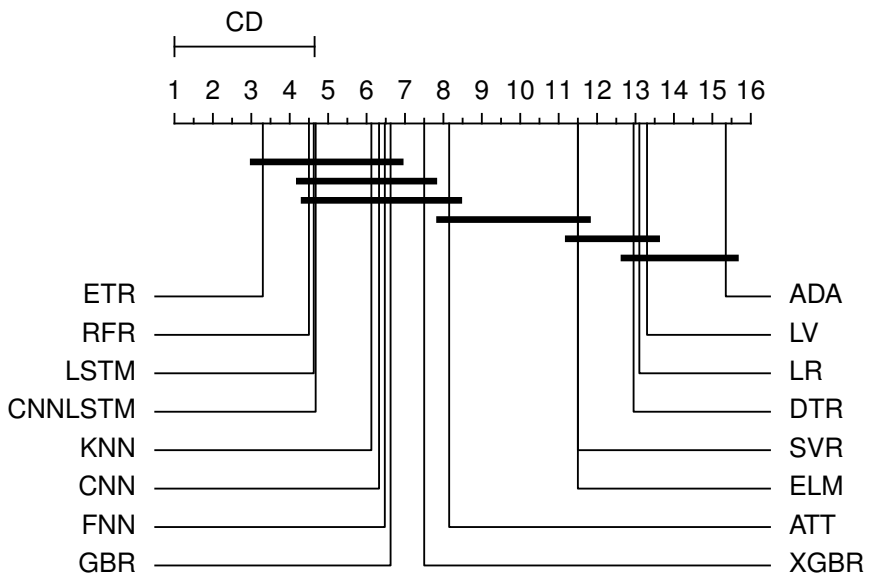 CD
1 2 3 4 5 6 7 8 9 10 11 12 13 14 15 16
ETR ADA
RFR LV
LSTM LR
CNNLSTM DTR
KNN SVR
CNN ELM
FNN ATT
GBR XGBR